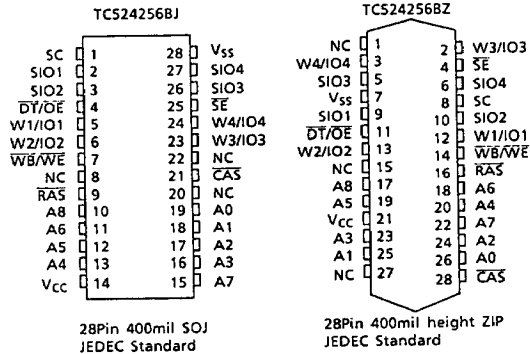 TC524256BJ
SC 1 28 VSS
SIO1 2 27 SIO4
SIO2 3 26 SIO3
DT/OE 4 25 SE
W1/IO1 5 24 W4/IO4
W2/IO2 6 23 W3/IO3
WB/WE 7 22 NC
NC 8 21 CAS
RAS 9 20 NC
A8 10 19 A0
A6 11 18 A1
A5 12 17 A2
A4 13 16 A3
VCC 14 15 A7
28Pin 400mil SOJ
JEDEC Standard
TC524256BZ
NC 1
2 W3/IO3
W4/IO4 3
4 SE
SIO3 5
6 SIO4
VSS 7
8 SC
SIO1 9
10 SIO2
DT/OE 11
12 W1/IO1
W2/IO2 13
14 WB/WE
NC 15
16 RAS
A8 17
18 A6
A5 19
20 A4
VCC 21
22 A7
A3 23
24 A2
A1 25
26 A0
NC 27
28 CAS
28Pin 400mil height ZIP
JEDEC Standard